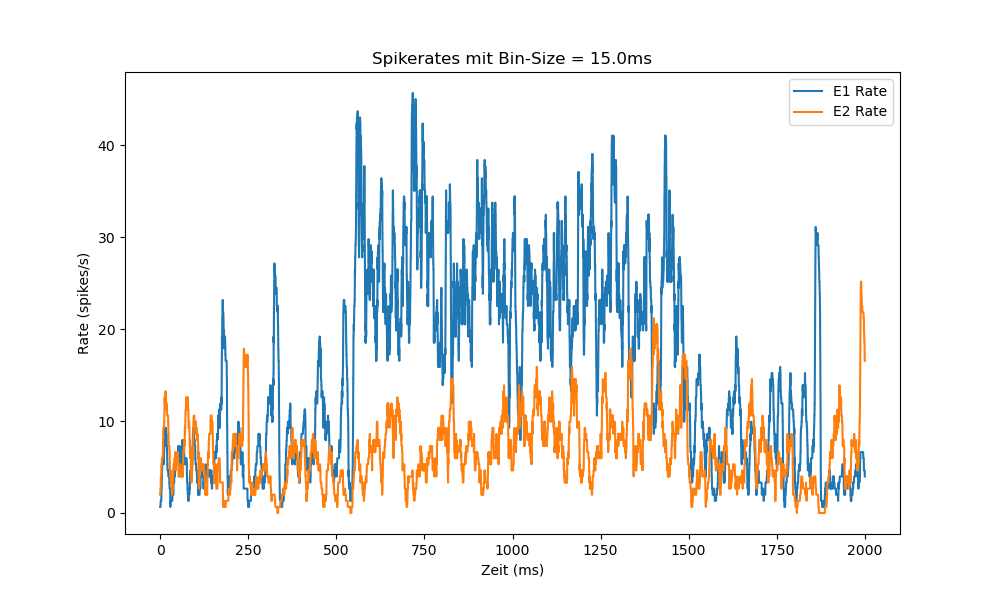 Spikerates mit Bin-Size = 15.0ms
E1 Rate
E2 Rate
Rate (spikes/s)
40
30
20
10
0
0 250 500 750 1000 1250 1500 1750 2000
Zeit (ms)